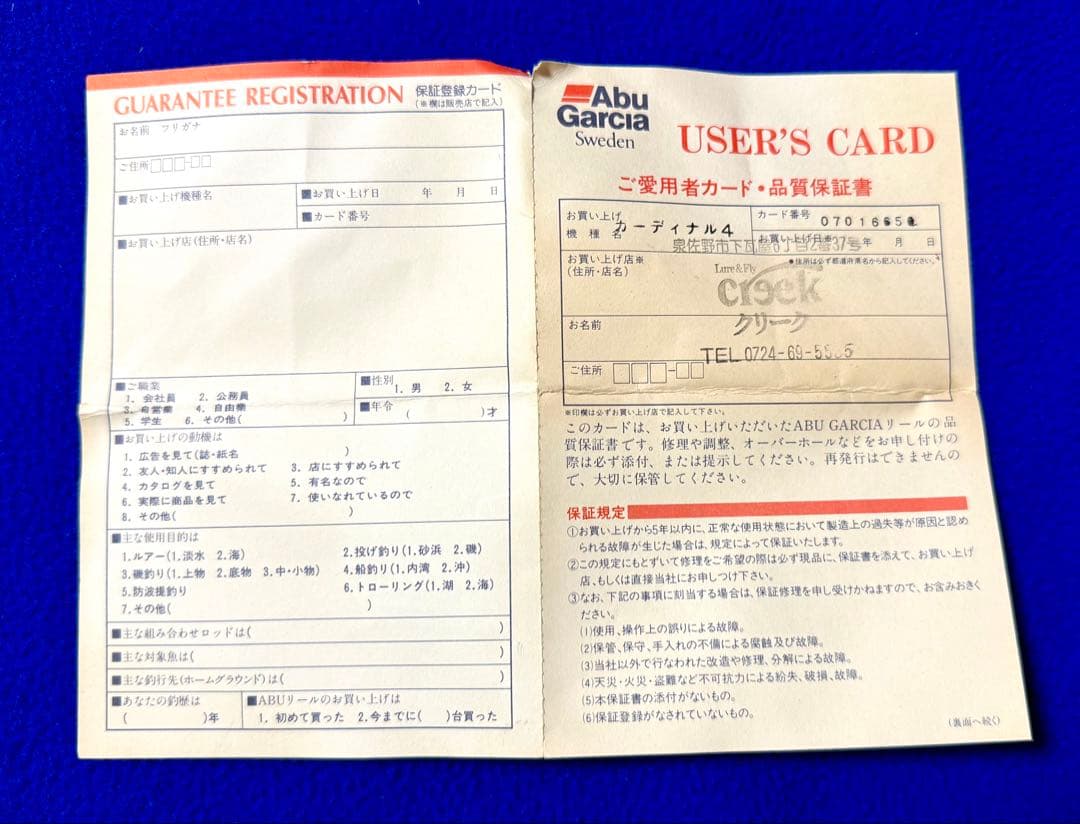 GUARANTEE REGISTRATION 保証登録カード
(※欄は販売店で記入)
お名前 フリガナ
ご住所 □□□-□□
■お買い上げ機種名
■お買い上げ日 年 月 日
■カード番号
■お買い上げ店(住所・店名)
■ご職業
1. 会社員 2. 公務員
3. 自営業 4. 自由業
5. 学生 6. その他( )
■性別 1. 男 2. 女
■年令 ( )才
■お買い上げの動機は
1. 広告を見て(誌・紙名 )
2. 友人・知人にすすめられて 3. 店にすすめられて
4. カタログを見て 5. 有名なので
6. 実際に商品を見て 7. 使いなれているので
8. その他( )
■主な使用目的は
1.ルアー(1.淡水 2.海) 2.投げ釣り(1.砂浜 2.磯)
3.磯釣り(1.上物 2.底物 3.中・小物) 4.船釣り(1.内湾 2.沖)
5.防波提釣り 6.トローリング(1.湖 2.海)
7.その他( )
■主な組み合わせロッドは( )
■主な対象魚は( )
■主な釣行先(ホームグラウンド)は( )
■あなたの釣歴は
( )年
■ABUリールのお買い上げは
1. 初めて買った 2.今までに( )台買った
Abu
Garcia
Sweden
USER'S CARD
ご愛用者カード・品質保証書
お買い上げ
機種名 カーディナル4
カード番号
お買い上げ日※ 年 月 日
泉佐野市下瓦屋
お買い上げ店※
(住所・店名)
●住所は必ず都道府県名から記入してください。
Lure&Fly
creek
クリーク
お名前
TEL 0724-69-
ご住所 □□□-□□
※印欄は必ずお買い上げ店で記入して下さい。
このカードは、お買い上げいただいたABU GARCIAリールの品
質保証書です。修理や調整、オーバーホールなどをお申し付けの
際は必ず添付、または提示してください。再発行はできませんの
で、大切に保管してください。
保証規定
①お買い上げから5年以内に、正常な使用状態において製造上の過失等が原因と認め
られる故障が生じた場合は、規定によって保証いたします。
②この規定にもとずいて修理をご希望の際は必ず現品に、保証書を添えて、お買い上げ
店、もしくは直接当社にお申しつけ下さい。
③なお、下記の事項に刻当する場合は、保証修理を申し受けかねますので、お含みおきく
ださい。
(1)使用、操作上の誤りによる故障。
(2)保管、保守、手入れの不備による腐触及び故障。
(3)当社以外で行なわれた改造や修理、分解による故障。
(4)天災・火災・盗難など不可抗力による紛失、破損、故障。
(5)本保証書の添付がないもの。
(6)保証登録がなされていないもの。
(裏面へ続く)